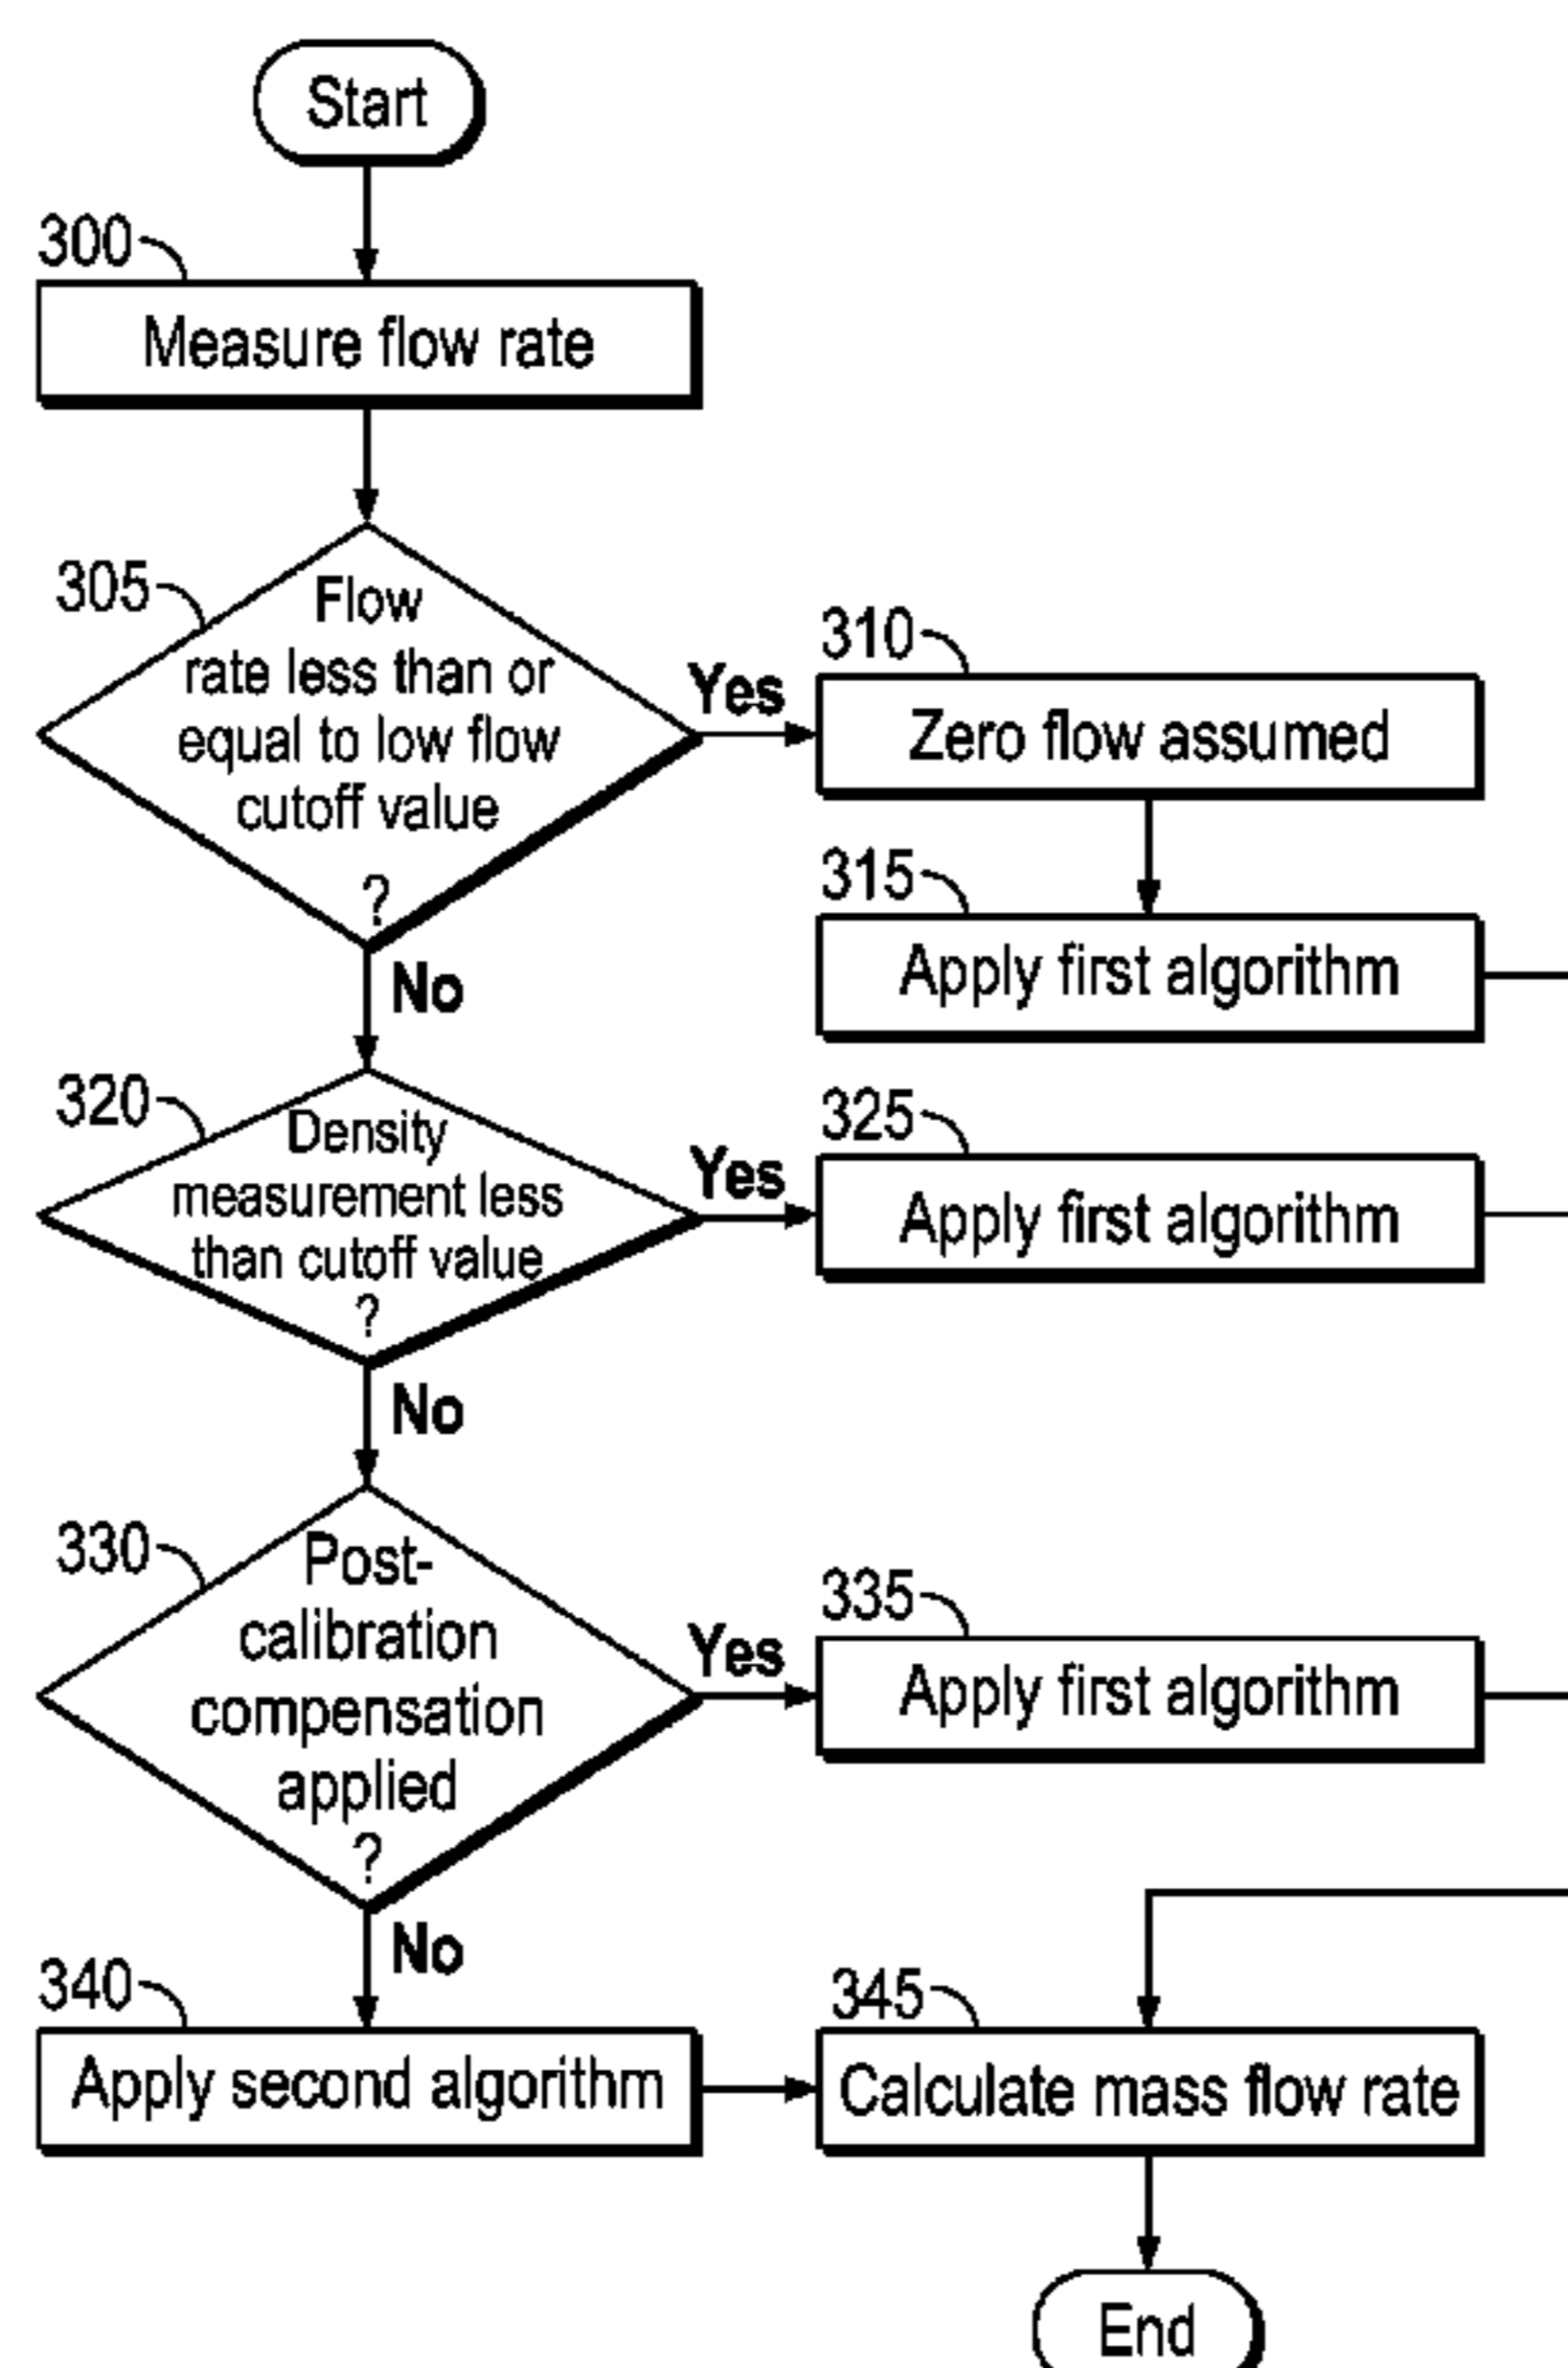 Start
300
Measure flow rate
305
Flow
rate less than or
equal to low flow
cutoff value
?
Yes
310
Zero flow assumed
315
Apply first algorithm
No
320
Density
measurement less
than cutoff value
?
Yes
325
Apply first algorithm
No
330
Post-
calibration
compensation
applied
?
Yes
335
Apply first algorithm
No
340
Apply second algorithm
345
Calculate mass flow rate
End